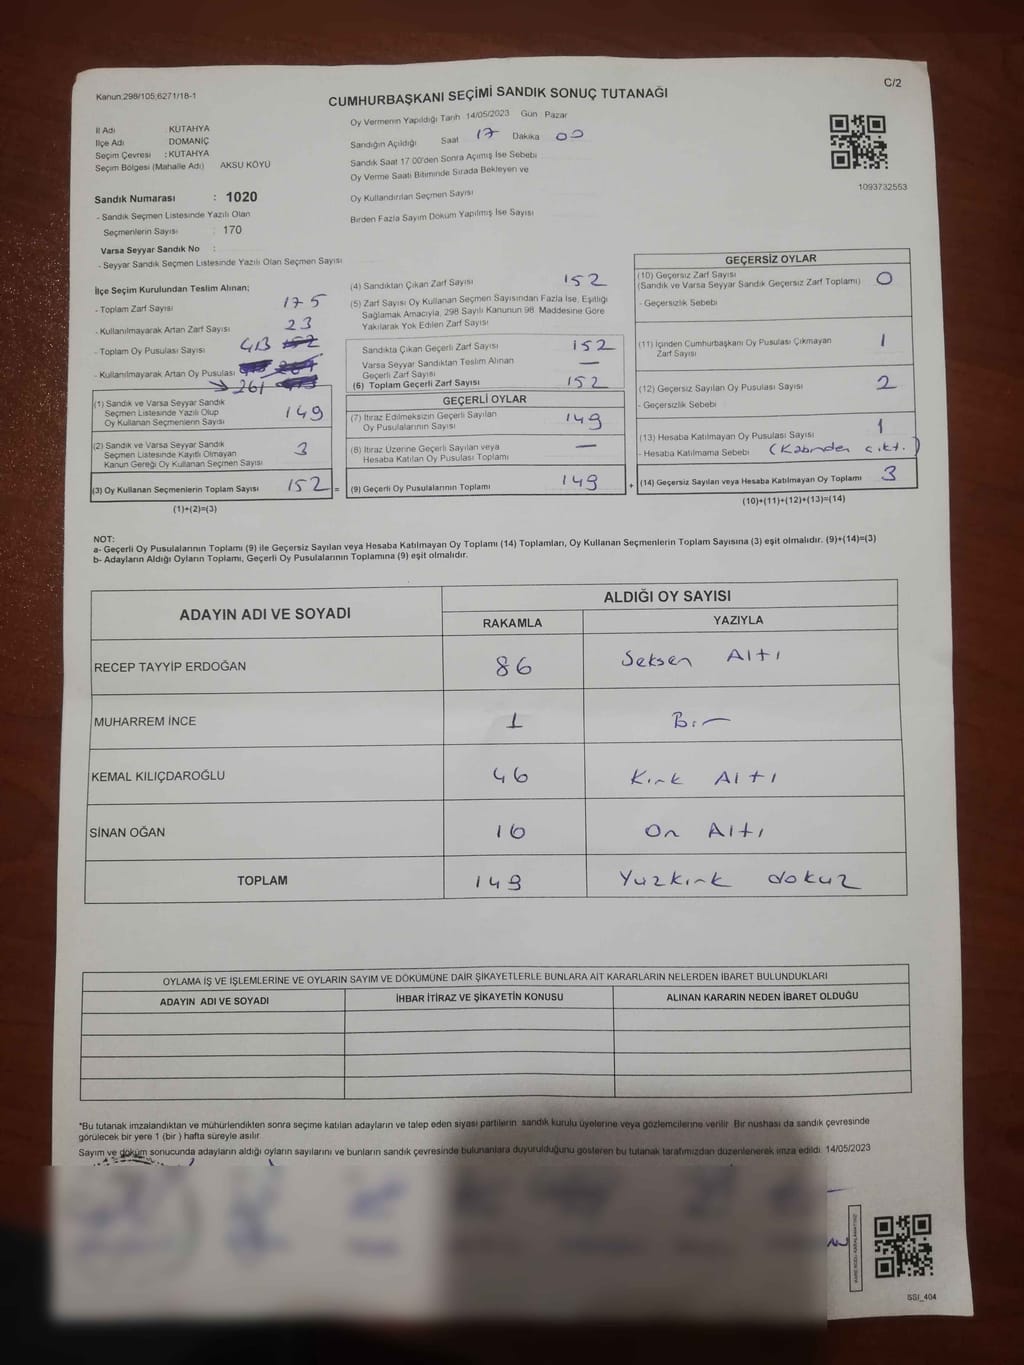 Kanun:298/105;6271/18-1
C/2
CUMHURBAŞKANI SEÇİMİ SANDIK SONUÇ TUTANAĞI
İl Adı KÜTAHYA
İlçe Adı DOMANİÇ
Seçim Çevresi : KÜTAHYA
Seçim Bölgesi (Mahalle Adı) AKSU KÖYÜ
Sandık Numarası : 1020
- Sandık Seçmen Listesinde Yazılı Olan
Seçmenlerin Sayısı : 170
Varsa Seyyar Sandık No :
- Seyyar Sandık Seçmen Listesinde Yazılı Olan Seçmen Sayısı
Oy Vermenin Yapıldığı Tarih 14/05/2023 Gün Pazar
Sandığın Açıldığı Saat 17 Dakika 00
Sandık Saat 17 00'den Sonra Açılmış İse Sebebi
Oy Verme Saati Bitiminde Sırada Bekleyen ve
Oy Kullandırılan Seçmen Sayısı
Birden Fazla Sayım Döküm Yapılmış İse Sayısı
1093732553
İlçe Seçim Kurulundan Teslim Alınan;
- Toplam Zarf Sayısı 175
- Kullanılmayarak Artan Zarf Sayısı 23
- Toplam Oy Pusulası Sayısı 413
- Kullanılmayarak Artan Oy Pusulası
261
(1) Sandık ve Varsa Seyyar Sandık
Seçmen Listesinde Yazılı Olup
Oy Kullanan Seçmenlerin Sayısı 149
(2) Sandık ve Varsa Seyyar Sandık
Seçmen Listesinde Kayıtlı Olmayan
Kanun Gereği Oy Kullanan Seçmen Sayısı 3
(3) Oy Kullanan Seçmenlerin Toplam Sayısı 152 =
(1)+(2)=(3)
(4) Sandıktan Çıkan Zarf Sayısı 152
(5) Zarf Sayısı Oy Kullanan Seçmen Sayısından Fazla İse, Eşitliği
Sağlamak Amacıyla, 298 Sayılı Kanunun 98 Maddesine Göre
Yakılarak Yok Edilen Zarf Sayısı
Sandıkta Çıkan Geçerli Zarf Sayısı 152
Varsa Seyyar Sandıktan Teslim Alınan
Geçerli Zarf Sayısı —
(6) Toplam Geçerli Zarf Sayısı 152
GEÇERLİ OYLAR
(7) İtiraz Edilmeksizin Geçerli Sayılan
Oy Pusulalarının Sayısı 149
(8) İtiraz Üzerine Geçerli Sayılan veya
Hesaba Katılan Oy Pusulası Toplamı —
(9) Geçerli Oy Pusulalarının Toplamı 149 +
GEÇERSİZ OYLAR
(10) Geçersiz Zarf Sayısı
(Sandık ve Varsa Seyyar Sandık Geçersiz Zarf Toplamı) 0
- Geçersizlik Sebebi
(11) İçinden Cumhurbaşkanı Oy Pusulası Çıkmayan
Zarf Sayısı 1
(12) Geçersiz Sayılan Oy Pusulası Sayısı 2
- Geçersizlik Sebebi
(13) Hesaba Katılmayan Oy Pusulası Sayısı 1
- Hesaba Katılmama Sebebi (Kabinden çıktı.)
(14) Geçersiz Sayılan veya Hesaba Katılmayan Oy Toplamı 3
(10)+(11)+(12)+(13)=(14)
NOT:
a- Geçerli Oy Pusulalarının Toplamı (9) ile Geçersiz Sayılan veya Hesaba Katılmayan Oy Toplamı (14) Toplamları, Oy Kullanan Seçmenlerin Toplam Sayısına (3) eşit olmalıdır. (9)+(14)=(3)
b- Adayların Aldığı Oyların Toplamı, Geçerli Oy Pusulalarının Toplamına (9) eşit olmalıdır.
ADAYIN ADI VE SOYADI ALDIĞI OY SAYISI
RAKAMLA YAZIYLA
RECEP TAYYİP ERDOĞAN 86 Seksen Altı
MUHARREM İNCE 1 Bir
KEMAL KILIÇDAROĞLU 46 Kırk Altı
SİNAN OĞAN 16 On Altı
TOPLAM 149 Yüzkırk dokuz
OYLAMA İŞ VE İŞLEMLERİNE VE OYLARIN SAYIM VE DÖKÜMÜNE DAİR ŞİKAYETLERLE BUNLARA AİT KARARLARIN NELERDEN İBARET BULUNDUKLARI
ADAYIN ADI VE SOYADI İHBAR İTİRAZ VE ŞİKAYETİN KONUSU ALINAN KARARIN NEDEN İBARET OLDUĞU
*Bu tutanak imzalandıktan ve mühürlendikten sonra seçime katılan adayların ve talep eden siyasi partilerin sandık kurulu üyelerine veya gözlemcilerine verilir. Bir nüshası da sandık çevresinde
görülecek bir yere 1 (bir ) hafta süreyle asılır
Sayım ve döküm sonucunda adayların aldığı oyların sayılarını ve bunların sandık çevresinde bulunanlara duyurulduğunu gösteren bu tutanak tarafımızdan düzenlenerek imza edildi. 14/05/2023
SSI_404